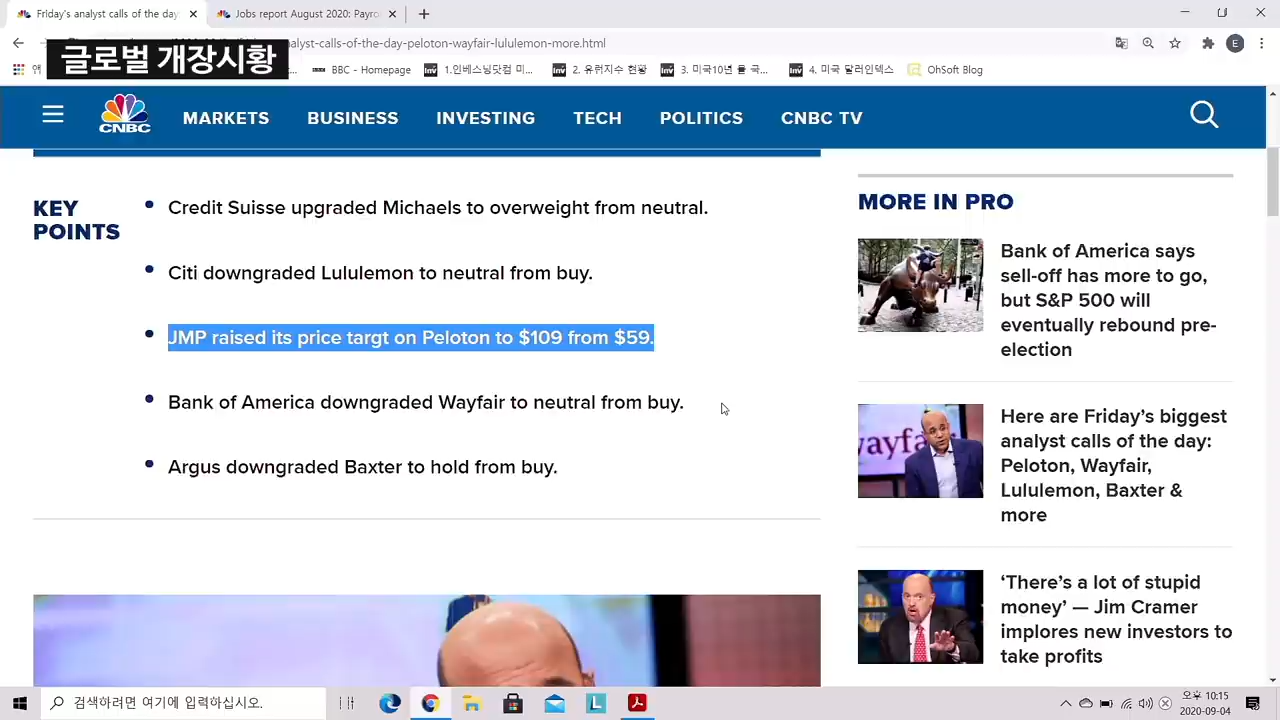 Friday's analyst calls of the day:
Jobs report August 2020: Payro
글로벌 개장시황
alyst-calls-of-the-day-peloton-wayfair-lululemon-more.html
E
BBC - Homepage
1.인베스닝닷컴 미...
2. 유뤄지수 현황
3. 미국10년 율 국...
4. 미국 달러인덱스
OhSoft Blog
CNBC
MARKETS
BUSINESS
INVESTING
TECH
POLITICS
CNBC TV
KEY
POINTS
Credit Suisse upgraded Michaels to overweight from neutral.
Citi downgraded Lululemon to neutral from buy.
JMP raised its price targt on Peloton to $109 from $59.
Bank of America downgraded Wayfair to neutral from buy.
Argus downgraded Baxter to hold from buy.
MORE IN PRO
Bank of America says
sell-off has more to go,
but S&P 500 will
eventually rebound pre-
election
wayfa
Here are Friday's biggest
analyst calls of the day:
Peloton, Wayfair,
Lululemon, Baxter &
more
‘There's a lot of stupid
money’ — Jim Cramer
implores new investors to
take profits
검색하려면 여기에 입력하십시오.
오후 10:15
2020-09-04